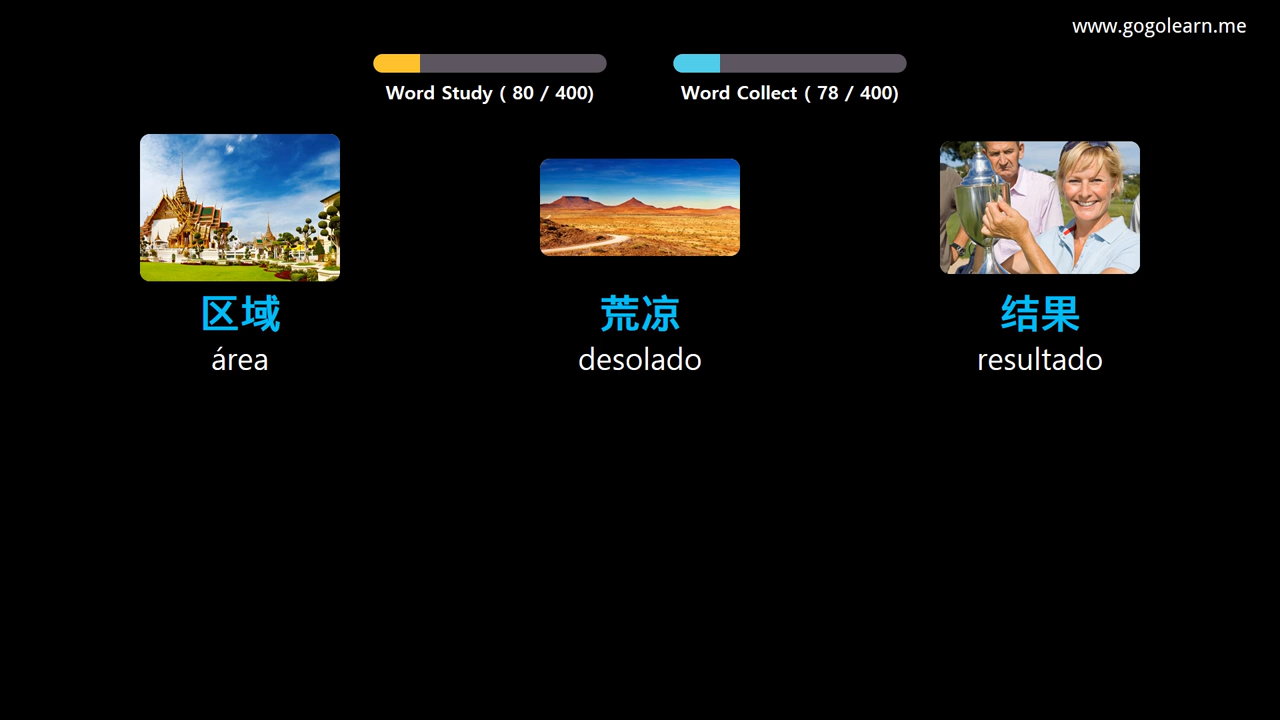 www.gogolearn.me
Word Study ( 80 / 400)
Word Collect ( 78 / 400)
区域
荒凉
结果
área
desolado
resultado